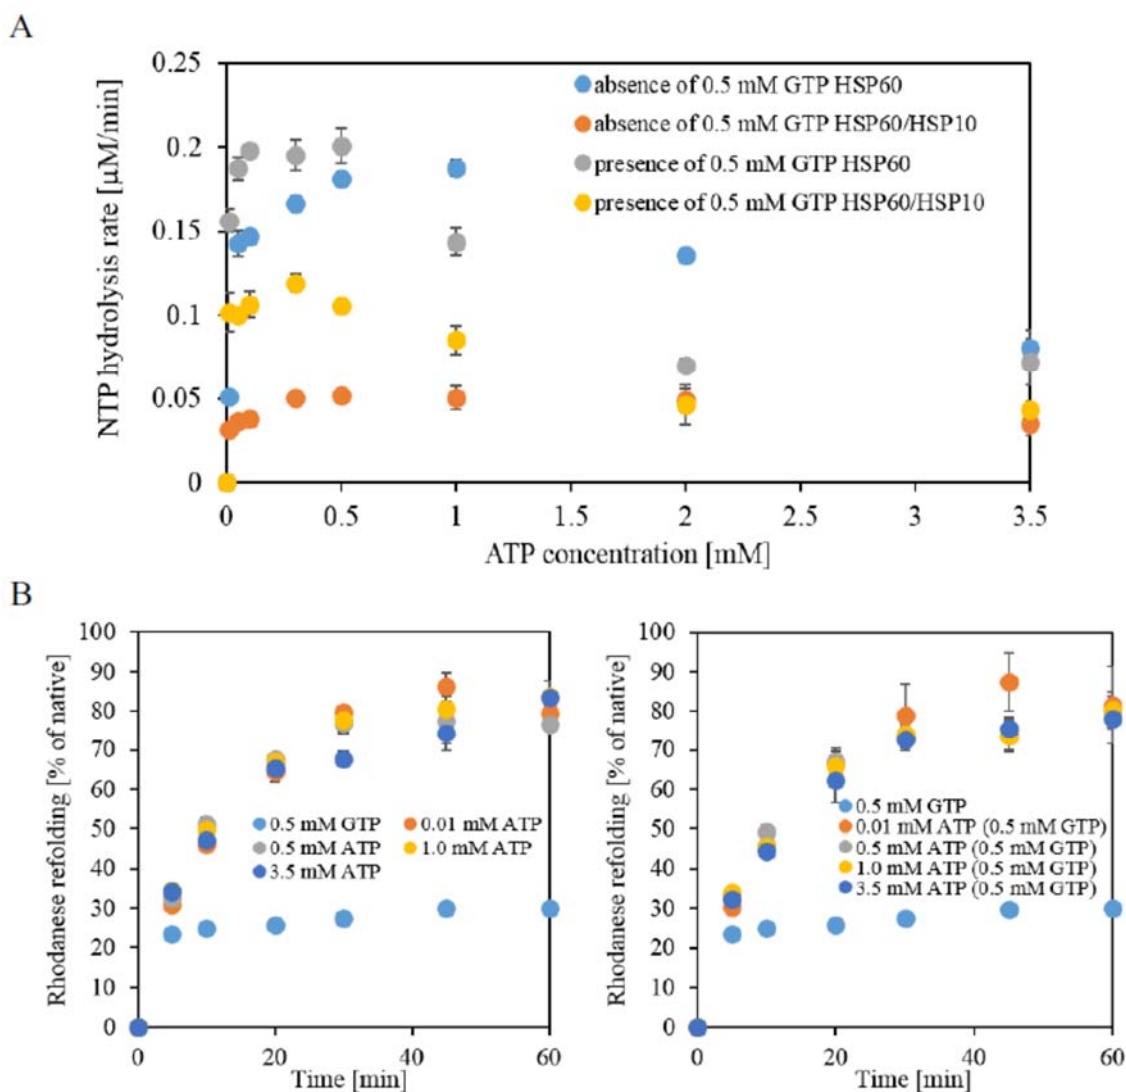 A
NTP hydrolysis rate [µM/min]
0.25
0.2
0.15
0.1
0.05
0
absence of 0.5 mM GTP HSP60
absence of 0.5 mM GTP HSP60/HSP10
presence of 0.5 mM GTP HSP60
presence of 0.5 mM GTP HSP60/HSP10
0 0.5 1 1.5 2 2.5 3 3.5
ATP concentration [mM]
B
Rhodanese refolding [% of native]
100
90
80
70
60
50
40
30
20
10
0
0.5 mM GTP 0.01 mM ATP
0.5 mM ATP 1.0 mM ATP
3.5 mM ATP
0 20 40 60
Time [min]
Rhodanese refolding [% of native]
100
90
80
70
60
50
40
30
20
10
0
0.5 mM GTP
0.01 mM ATP (0.5 mM GTP)
0.5 mM ATP (0.5 mM GTP)
1.0 mM ATP (0.5 mM GTP)
3.5 mM ATP (0.5 mM GTP)
0 20 40 60
Time [min]